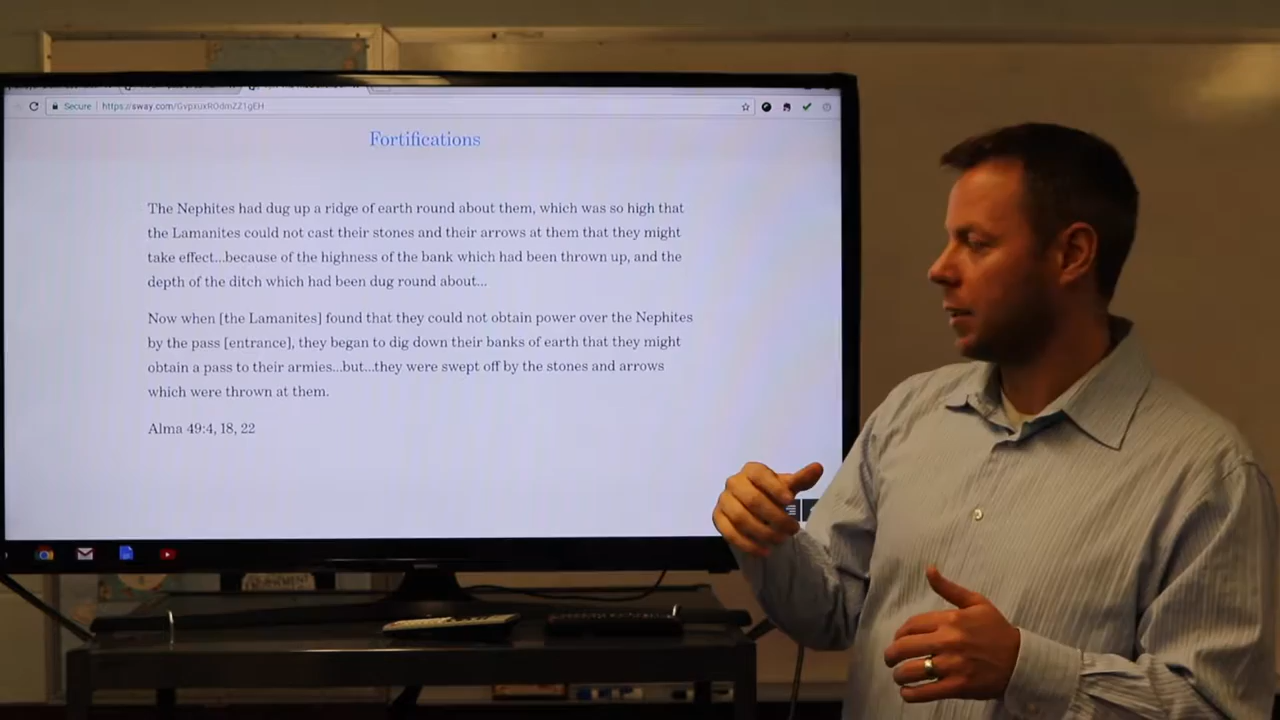 Secure https://sway.com/GvpxuxR0dmZZ1gEH
Fortifications
The Nephites had dug up a ridge of earth round about them, which was so high that
the Lamanites could not cast their stones and their arrows at them that they might
take effect...because of the highness of the bank which had been thrown up, and the
depth of the ditch which had been dug round about...
Now when [the Lamanites] found that they could not obtain power over the Nephites
by the pass [entrance], they began to dig down their banks of earth that they might
obtain a pass to their armies...but...they were swept off by the stones and arrows
which were thrown at them.
Alma 49:4, 18, 22